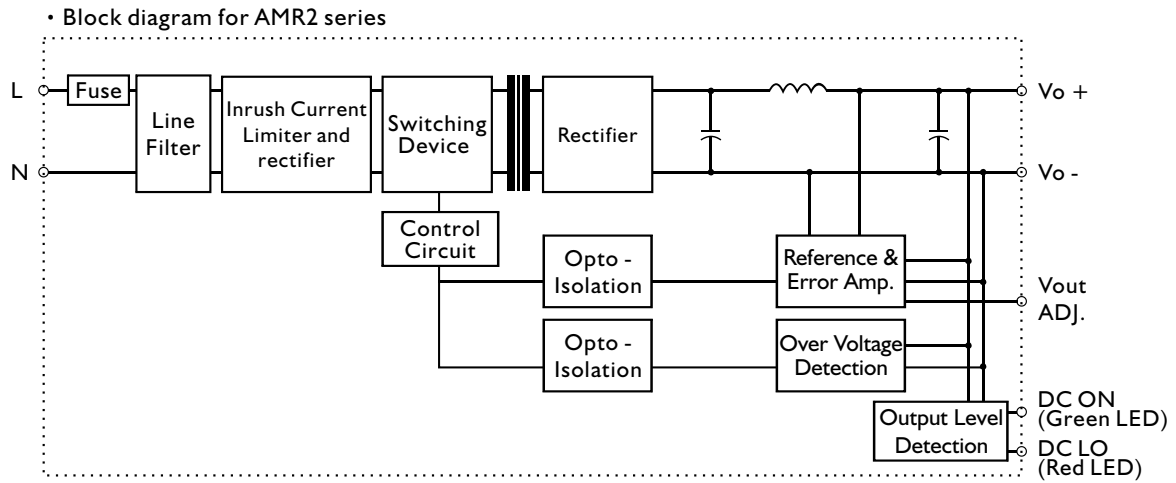 • Block diagram for AMR2 series
L
Fuse
Line
Filter
Inrush Current
Limiter and
rectifier
Switching
Device
Rectifier
Vo +
N
Vo -
Control
Circuit
Opto -
Isolation
Reference &
Error Amp.
Vout
ADJ.
Opto -
Isolation
Over Voltage
Detection
Output Level
Detection
DC ON
(Green LED)
DC LO
(Red LED)